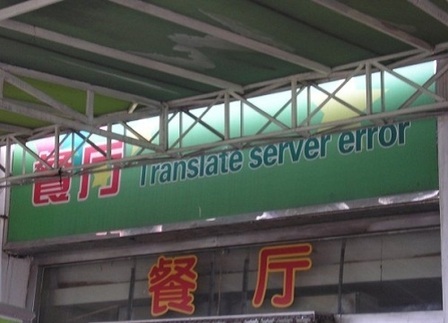 餐厅 Translate server error
餐厅